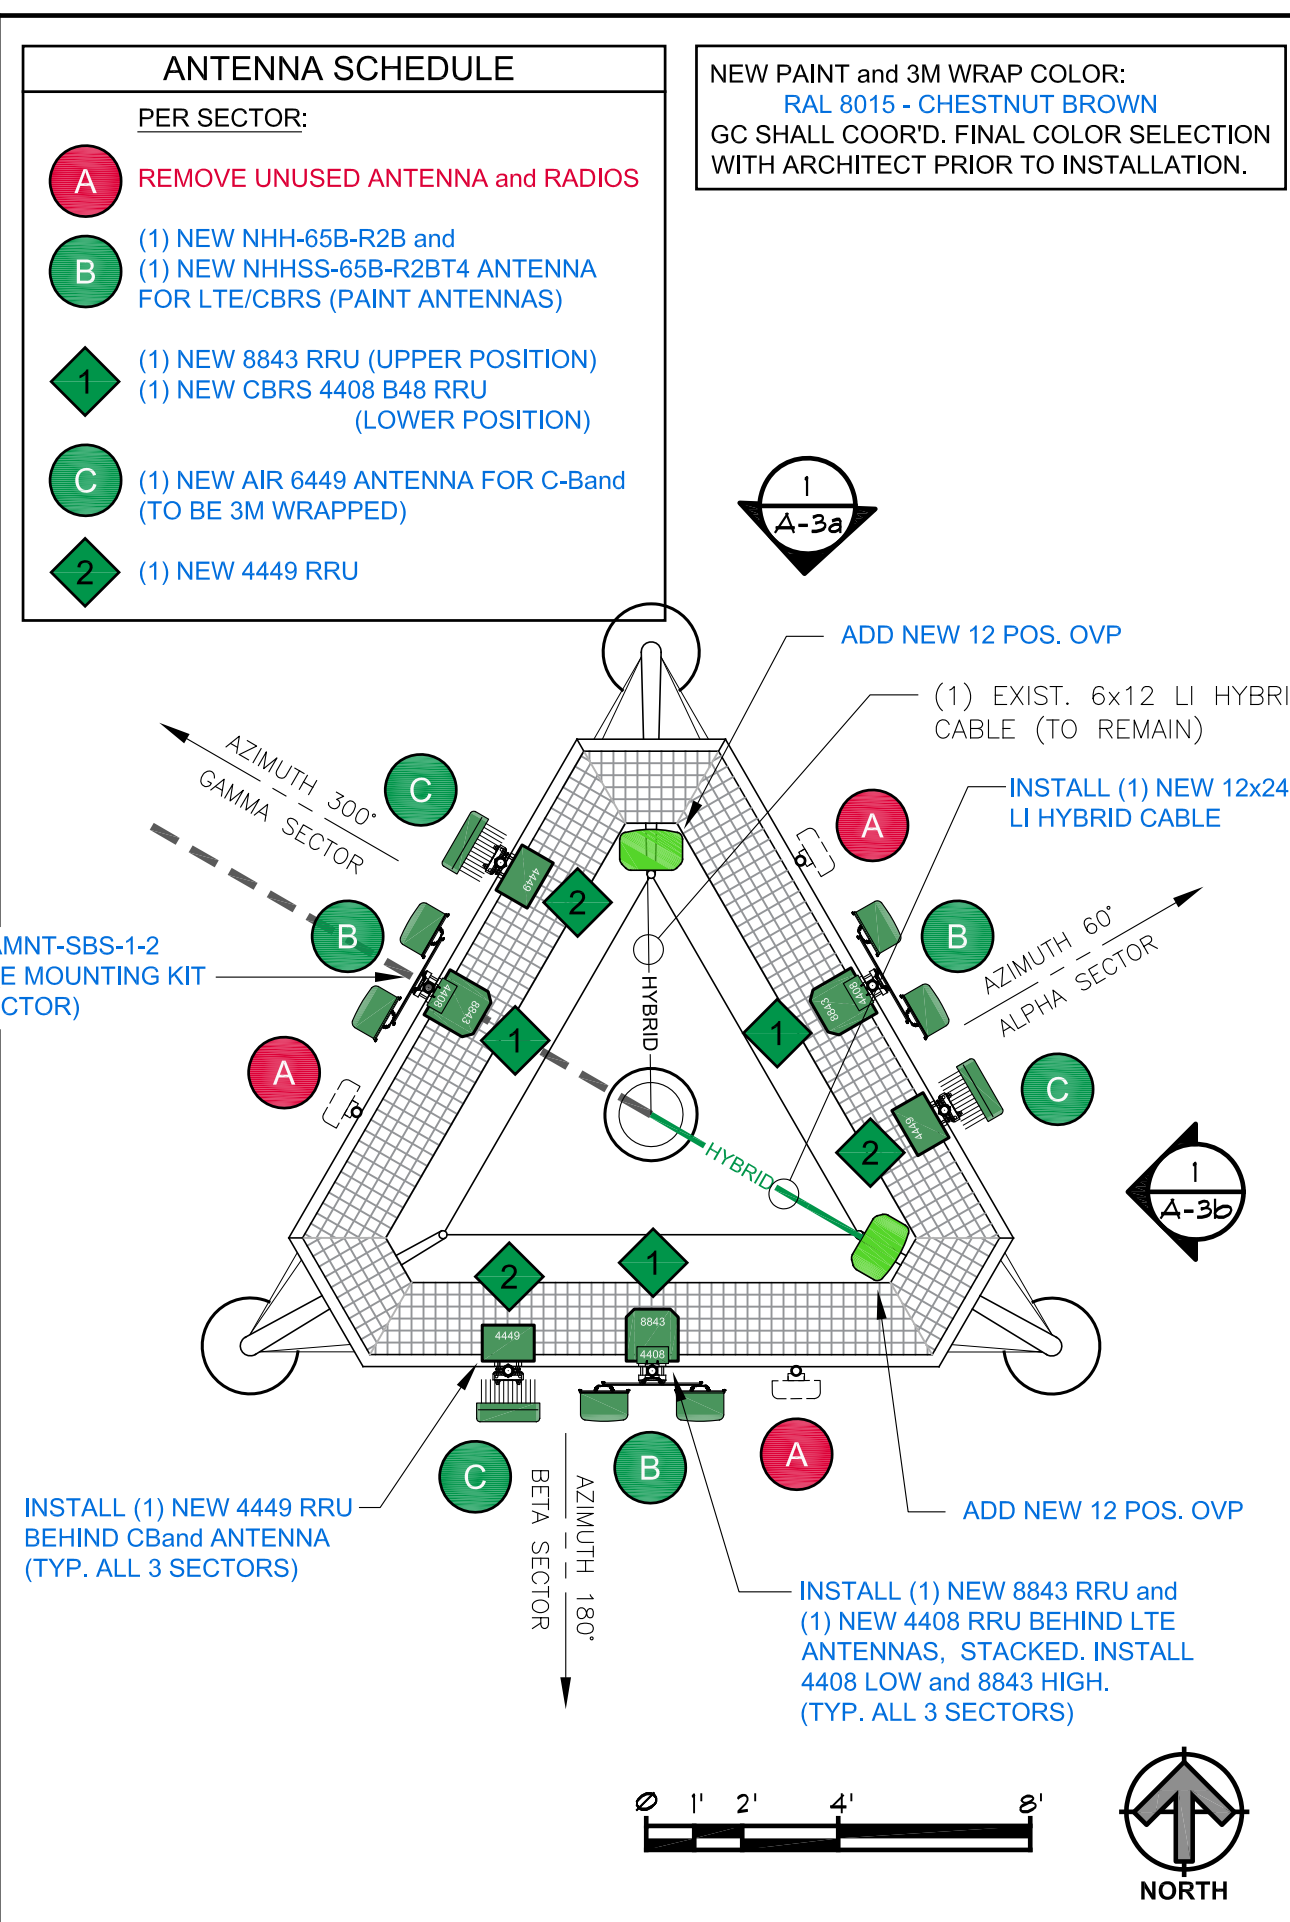 ANTENNA SCHEDULE
PER SECTOR:
A
REMOVE UNUSED ANTENNA and RADIOS
B
(1) NEW NHH-65B-R2B and
(1) NEW NHHSS-65B-R2BT4 ANTENNA
FOR LTE/CBRS (PAINT ANTENNAS)
1
(1) NEW 8843 RRU (UPPER POSITION)
(1) NEW CBRS 4408 B48 RRU
(LOWER POSITION)
C
(1) NEW AIR 6449 ANTENNA FOR C-Band
(TO BE 3M WRAPPED)
2
(1) NEW 4449 RRU
NEW PAINT and 3M WRAP COLOR:
RAL 8015 - CHESTNUT BROWN
GC SHALL COOR'D. FINAL COLOR SELECTION
WITH ARCHITECT PRIOR TO INSTALLATION.
1
A-3a
ADD NEW 12 POS. OVP
(1) EXIST. 6x12 LI HYBRI
CABLE (TO REMAIN)
INSTALL (1) NEW 12x24
LI HYBRID CABLE
AZIMUTH 300°
GAMMA SECTOR
C
A
4449
2
B
B
AMNT-SBS-1-2
E MOUNTING KIT
CTOR)
4408
8843
1
HYBRID
1
8843
4408
AZIMUTH 60°
ALPHA SECTOR
A
C
4449
2
HYBRID
1
A-3b
2
1
4449
8843
4408
C
B
A
AZIMUTH 180°
BETA SECTOR
INSTALL (1) NEW 4449 RRU
BEHIND CBand ANTENNA
(TYP. ALL 3 SECTORS)
ADD NEW 12 POS. OVP
INSTALL (1) NEW 8843 RRU and
(1) NEW 4408 RRU BEHIND LTE
ANTENNAS, STACKED. INSTALL
4408 LOW and 8843 HIGH.
(TYP. ALL 3 SECTORS)
0 1' 2' 4' 8'
NORTH